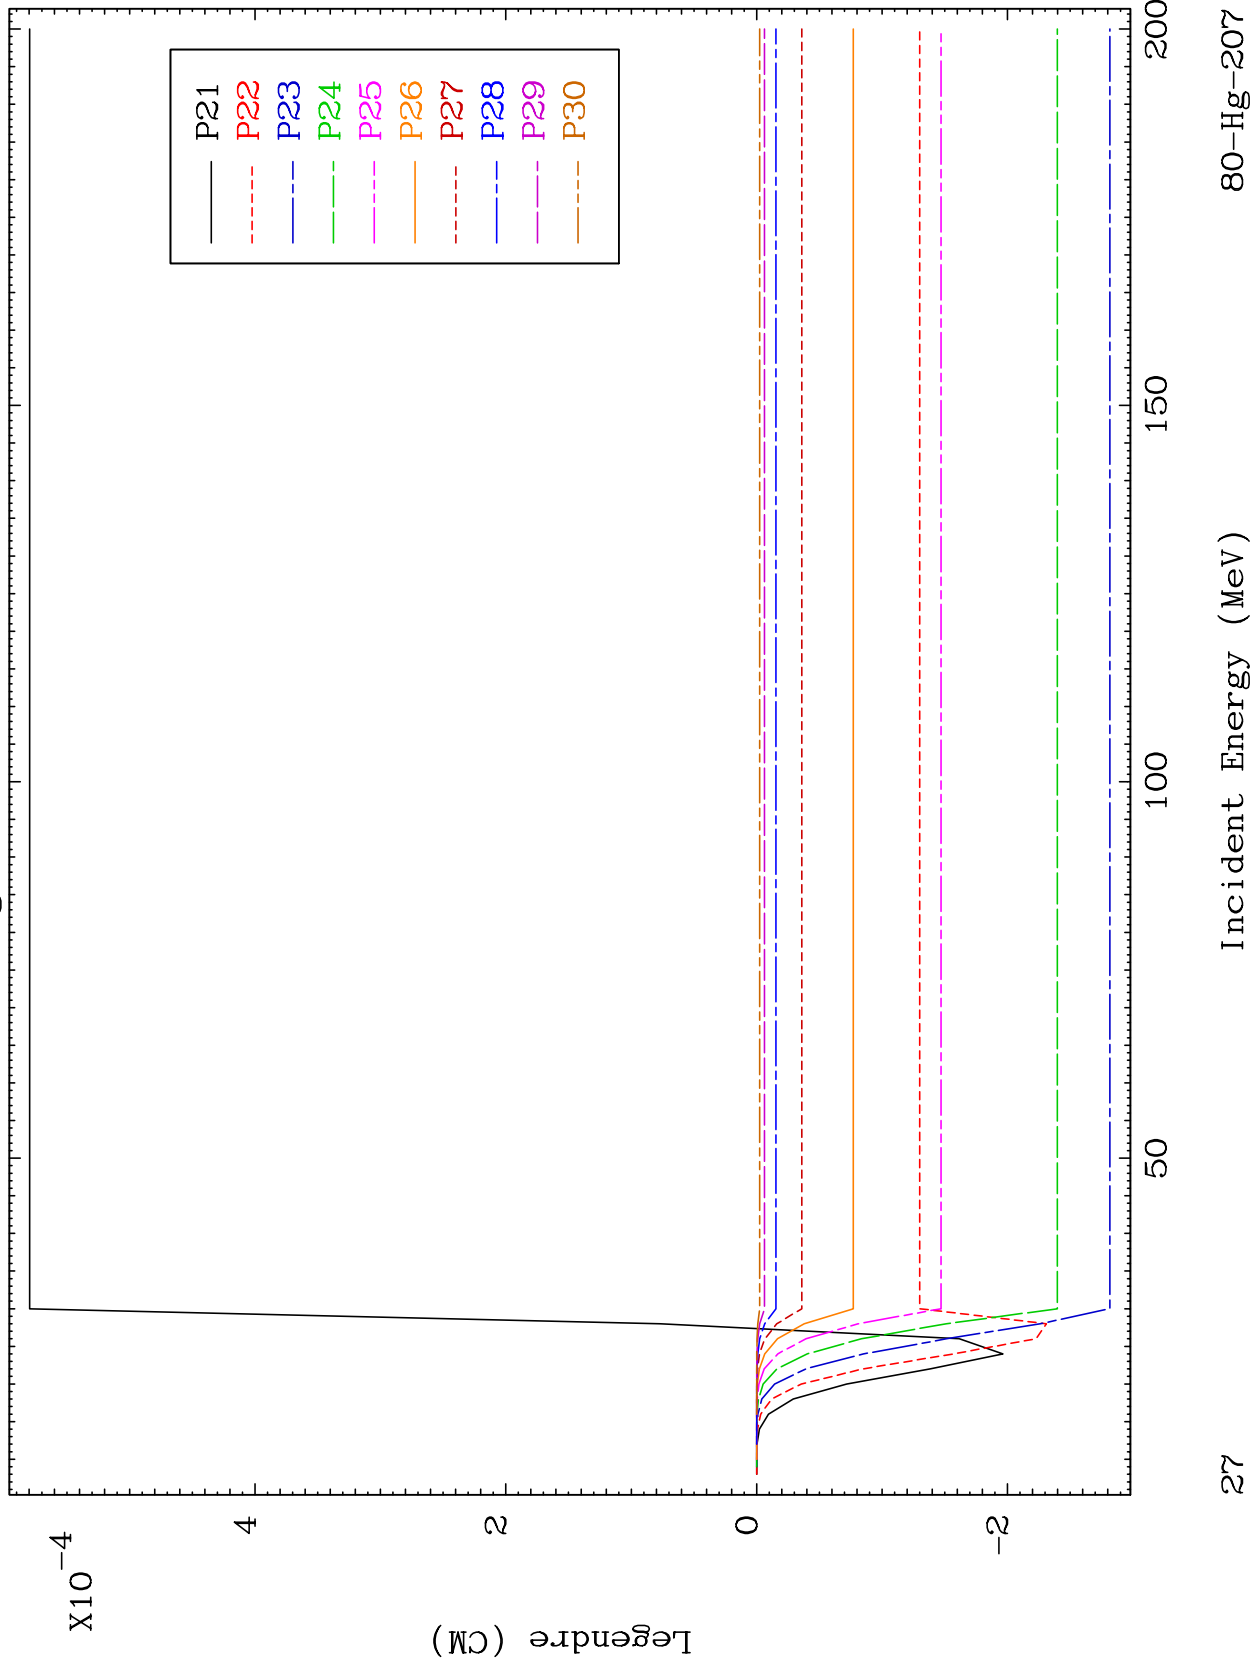 X10⁻⁴
4
2
0
-2
Legendre (CM)
P21
P22
P23
P24
P25
P26
P27
P28
P29
P30
50
100
150
200
27
Incident Energy (MeV)
80-Hg-207